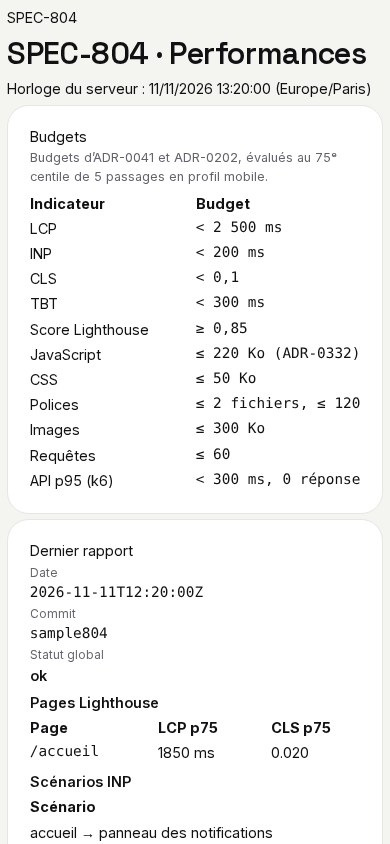 SPEC-804
SPEC-804 · Performances
Horloge du serveur : 11/11/2026 13:20:00 (Europe/Paris)
Budgets
Budgets d’ADR-0041 et ADR-0202, évalués au 75ᵉ
centile de 5 passages en profil mobile.
Indicateur Budget
LCP < 2 500 ms
INP < 200 ms
CLS < 0,1
TBT < 300 ms
Score Lighthouse ≥ 0,85
JavaScript ≤ 220 Ko (ADR-0332)
CSS ≤ 50 Ko
Polices ≤ 2 fichiers, ≤ 120
Images ≤ 300 Ko
Requêtes ≤ 60
API p95 (k6) < 300 ms, 0 réponse
Dernier rapport
Date
2026-11-11T12:20:00Z
Commit
sample804
Statut global
ok
Pages Lighthouse
Page LCP p75 CLS p75
/accueil 1850 ms 0.020
Scénarios INP
Scénario
accueil → panneau des notifications